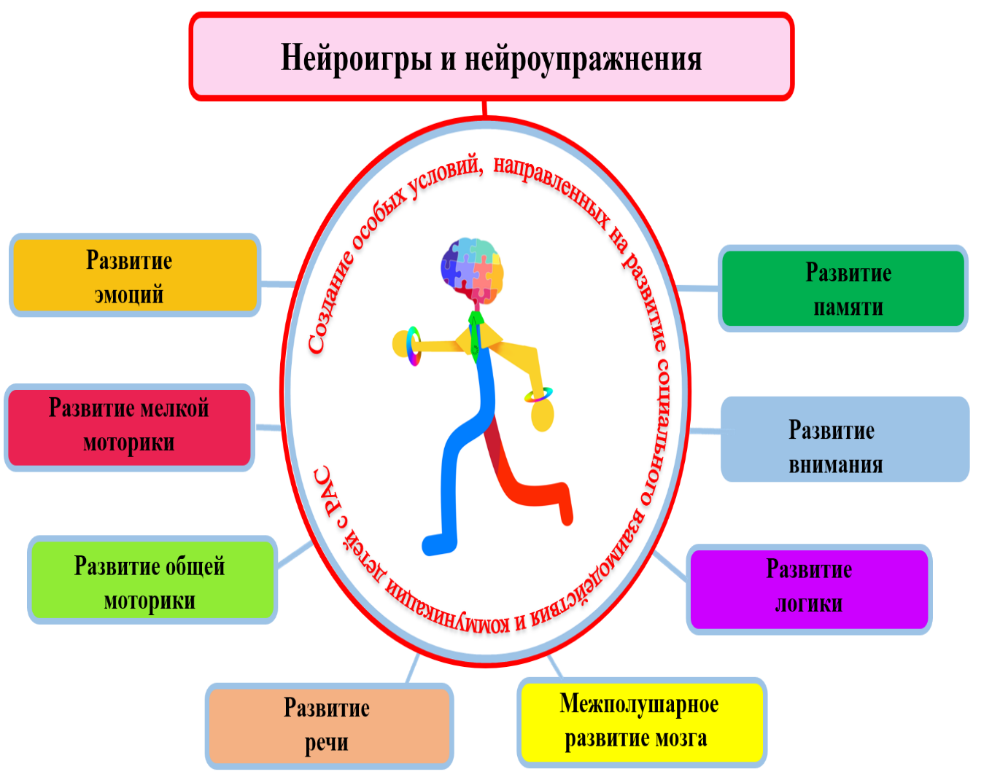 Нейроигры и нейроупражнения
Создание особых условий, направленных на развитие социального взаимодействия и коммуникации детей с РАС
Развитие
эмоций
Развитие мелкой
моторики
Развитие общей
моторики
Развитие
речи
Межполушарное
развитие мозга
Развитие
логики
Развитие
внимания
Развитие
памяти